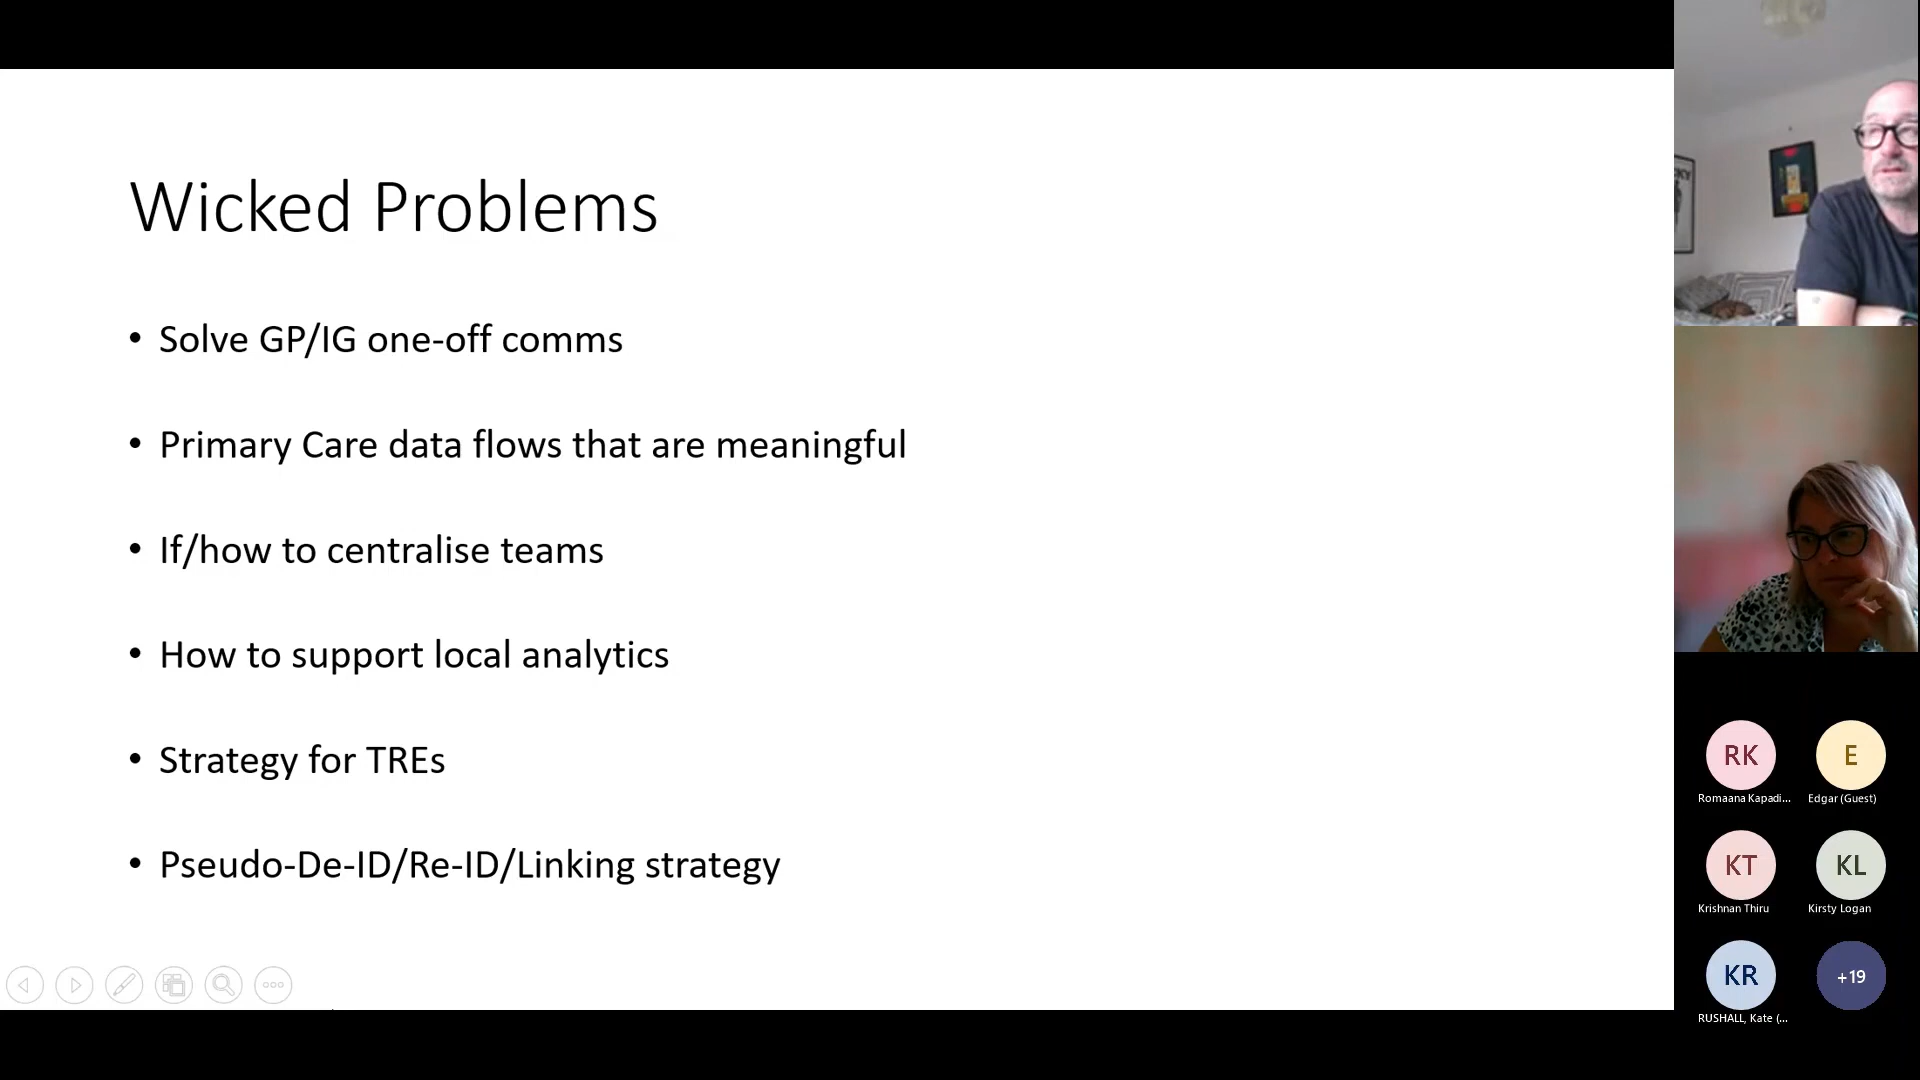 Wicked Problems
• Solve GP/IG one-off comms
• Primary Care data flows that are meaningful
• If/how to centralise teams
• How to support local analytics
• Strategy for TREs
• Pseudo-De-ID/Re-ID/Linking strategy
RK
Romaana Kapadi...
E
Edgar (Guest)
KT
Krishnan Thiru
KL
Kirsty Logan
KR
RUSHALL, Kate (...
+19